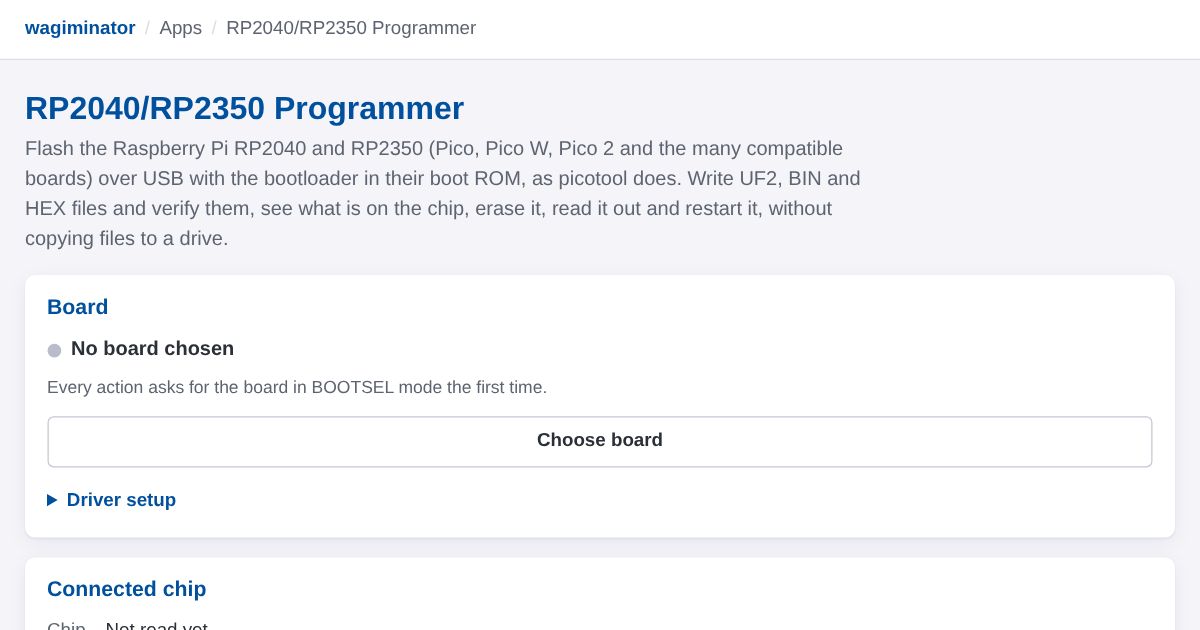 wagiminator / Apps / RP2040/RP2350 Programmer
RP2040/RP2350 Programmer
Flash the Raspberry Pi RP2040 and RP2350 (Pico, Pico W, Pico 2 and the many compatible
boards) over USB with the bootloader in their boot ROM, as picotool does. Write UF2, BIN and
HEX files and verify them, see what is on the chip, erase it, read it out and restart it, without
copying files to a drive.
Board
No board chosen
Every action asks for the board in BOOTSEL mode the first time.
Choose board
Driver setup
Connected chip
Chip Not read yet